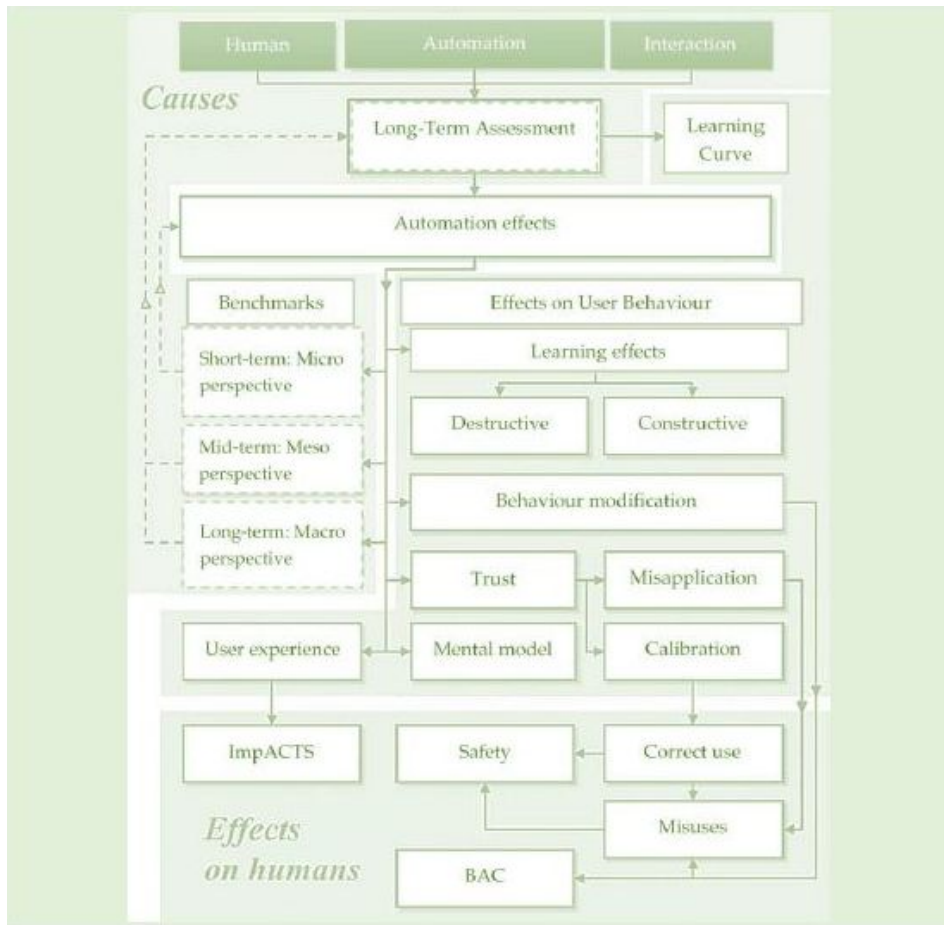 Human
Automation
Interaction
Causes
Long-Term Assessment
Learning
Curve
Automation effects
Benchmarks
Effects on User Behaviour
Short-term: Micro
perspective
Learning effects
Destructive
Constructive
Mid-term: Meso
perspective
Behaviour modification
Long-term: Macro
perspective
Trust
Misapplication
User experience
Mental model
Calibration
ImpACTS
Safety
Correct use
Misuses
Effects
on humans
BAC